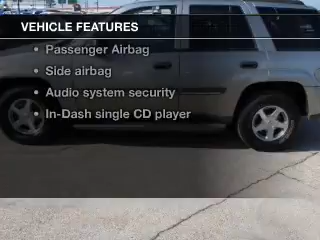 VEHICLE FEATURES
• Passenger Airbag
• Side airbag
• Audio system security
• In-Dash single CD player